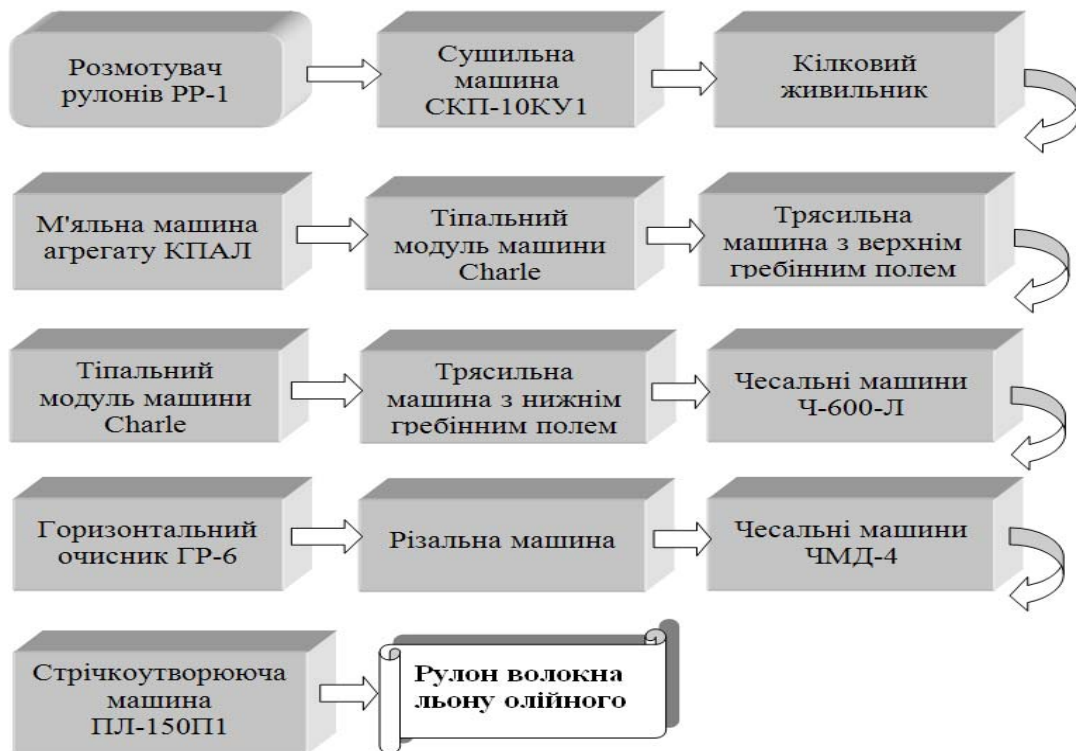 Розмотувач
рулонів РР-1
Сушильна
машина
СКП-10КУ1
Кілковий
живильник
М'яльна машина
агрегату КПАЛ
Тіпальний
модуль машини
Charle
Трясильна
машина з верхнім
гребінним полем
Тіпальний
модуль машини
Charle
Трясильна
машина з нижнім
гребінним полем
Чесальні машини
Ч-600-Л
Горизонтальний
очисник ГР-6
Різальна машина
Чесальні машини
ЧМД-4
Стрічкоутворююча
машина
ПЛ-150П1
Рулон волокна
льону олійного